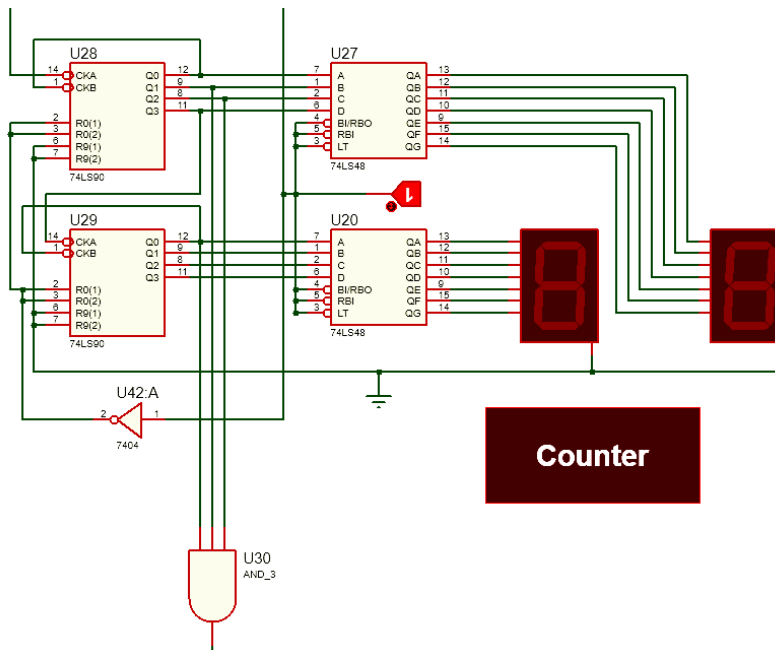 U28
14 CKA Q0 12
1 CKB Q1 9
Q2 8
Q3 11
2 R0(1)
3 R0(2)
6 R9(1)
7 R9(2)
74LS90
U27
7 A QA 13
1 B QB 12
2 C QC 11
6 D QD 10
4 BI/RBO QE 9
5 RBI QF 15
3 LT QG 14
74LS48
1
?
U29
14 CKA Q0 12
1 CKB Q1 9
Q2 8
Q3 11
2 R0(1)
3 R0(2)
6 R9(1)
7 R9(2)
74LS90
U20
7 A QA 13
1 B QB 12
2 C QC 11
6 D QD 10
4 BI/RBO QE 9
5 RBI QF 15
3 LT QG 14
74LS48
U42:A
2 1
7404
Counter
U30
AND_3